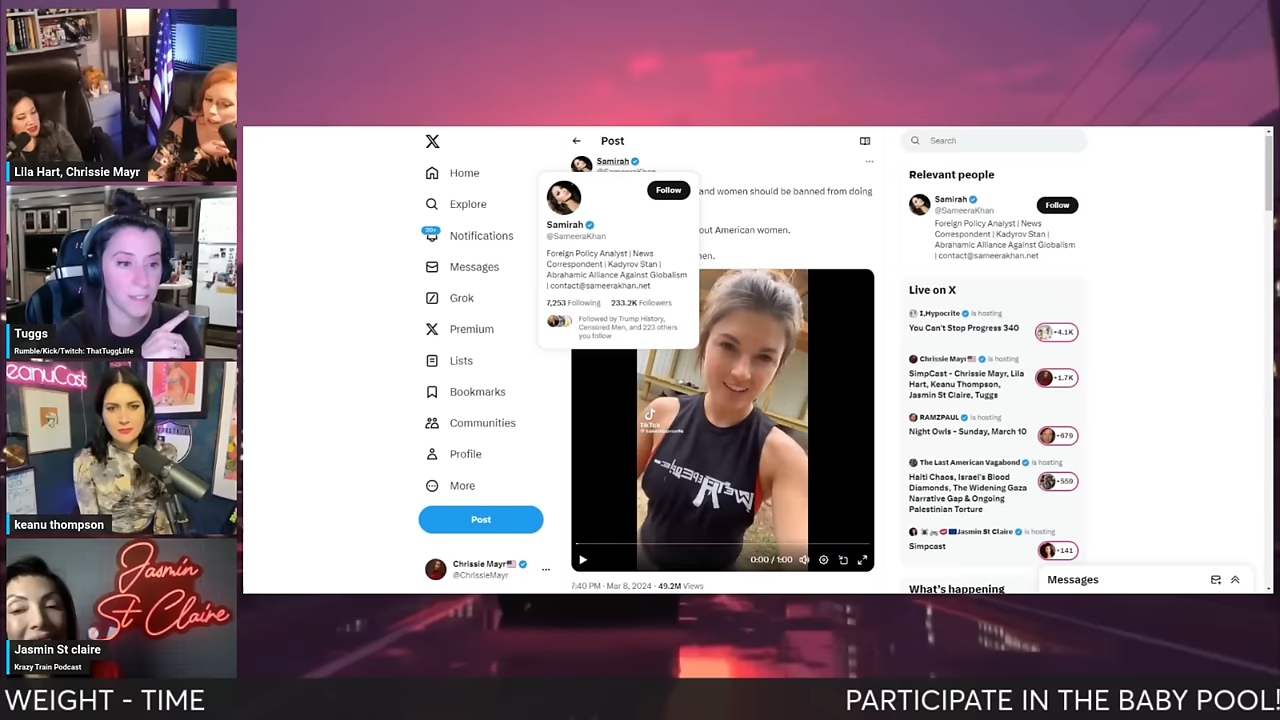 Lila Hart, Chrissie Mayr
Tuggs
Rumble/Kick/Twitch: ThatTuggLife
eanuCast
keanu thompson
Jasmin
St Claire
Jasmin St claire
Krazy Train Podcast
Home
Explore
20+
Notifications
Messages
Grok
Premium
Lists
Bookmarks
Communities
Profile
More
Post
Chrissie Mayr
@ChrissieMayr
Post
Samirah
and women should be banned from doing
out American women.
Follow
Samirah
@SameeraKhan
Foreign Policy Analyst | News
Correspondent | Kadyrov Stan |
Abrahamic Alliance Against Globalism
| contact@sameerakhan.net
7,253 Following 233.2K Followers
Followed by Trump History,
Censored Men, and 223 others
you follow
TikTok
0:00 / 1:00
7:40 PM · Mar 8, 2024 · 49.2M Views
Search
Relevant people
Samirah
@SameeraKhan
Follow
Foreign Policy Analyst | News
Correspondent | Kadyrov Stan |
Abrahamic Alliance Against Globalism
| contact@sameerakhan.net
Live on X
I,Hypocrite is hosting
You Can't Stop Progress 340
+4.1K
Chrissie Mayr is hosting
SimpCast - Chrissie Mayr, Lila
Hart, Keanu Thompson,
Jasmin St Claire, Tuggs
+1.7K
RAMZPAUL is hosting
Night Owls - Sunday, March 10
+679
The Last American Vagabond is hosting
Haiti Chaos, Israel's Blood
Diamonds, The Widening Gaza
Narrative Gap & Ongoing
Palestinian Torture
+559
Jasmin St Claire is hosting
Simpcast
+141
What's happening
Messages
WEIGHT - TIME
PARTICIPATE IN THE BABY POOL!